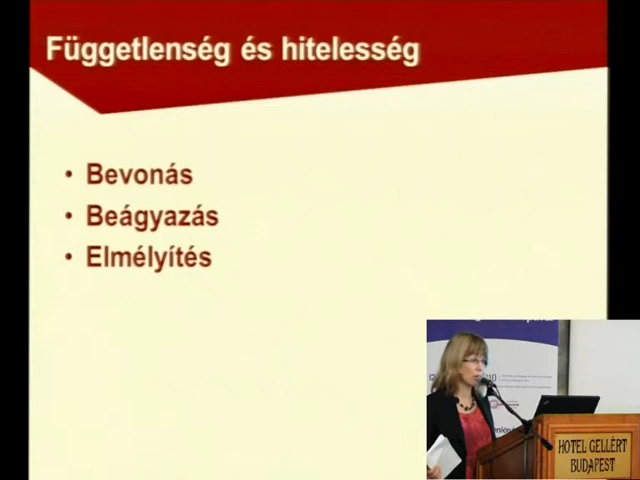 Függetlenség és hitelesség
• Bevonás
• Beágyazás
• Elmélyítés
HOTEL GELLÉRT
BUDAPEST